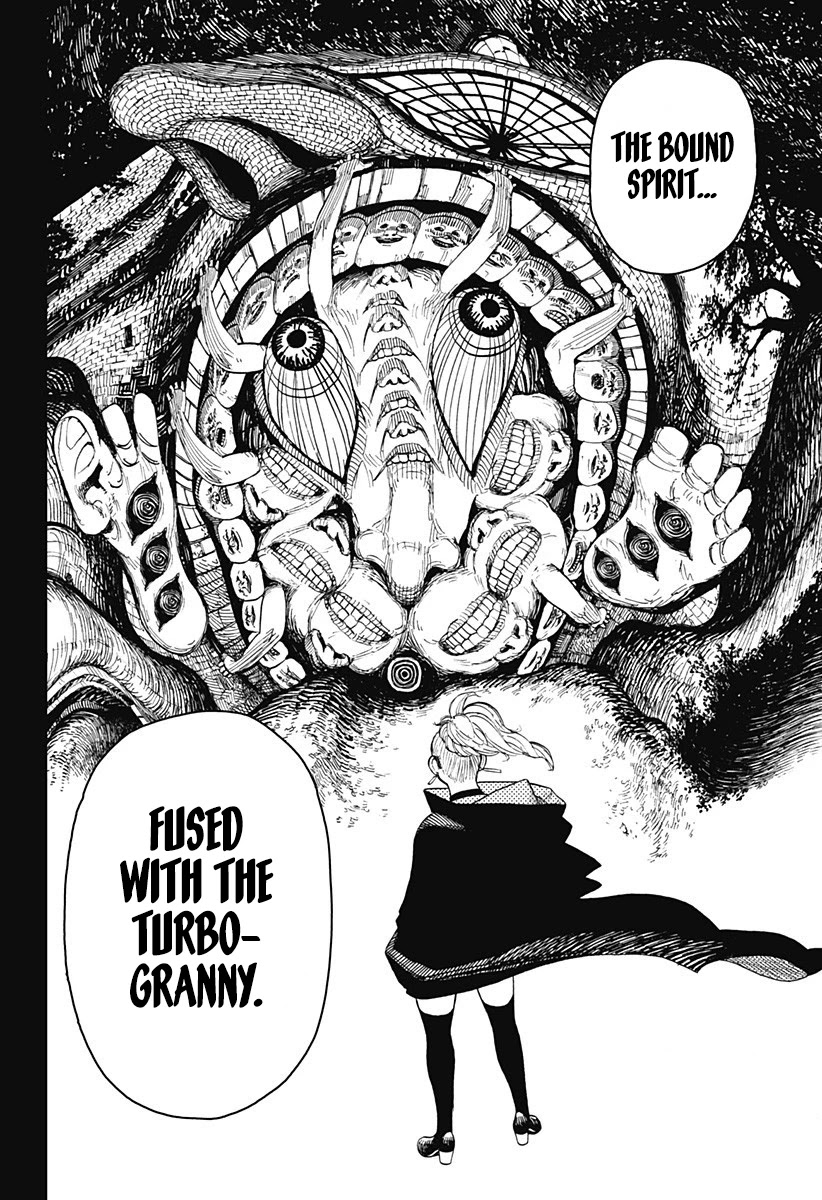 THE BOUND
SPIRIT...
FUSED
WITH THE
TURBO-
GRANNY.